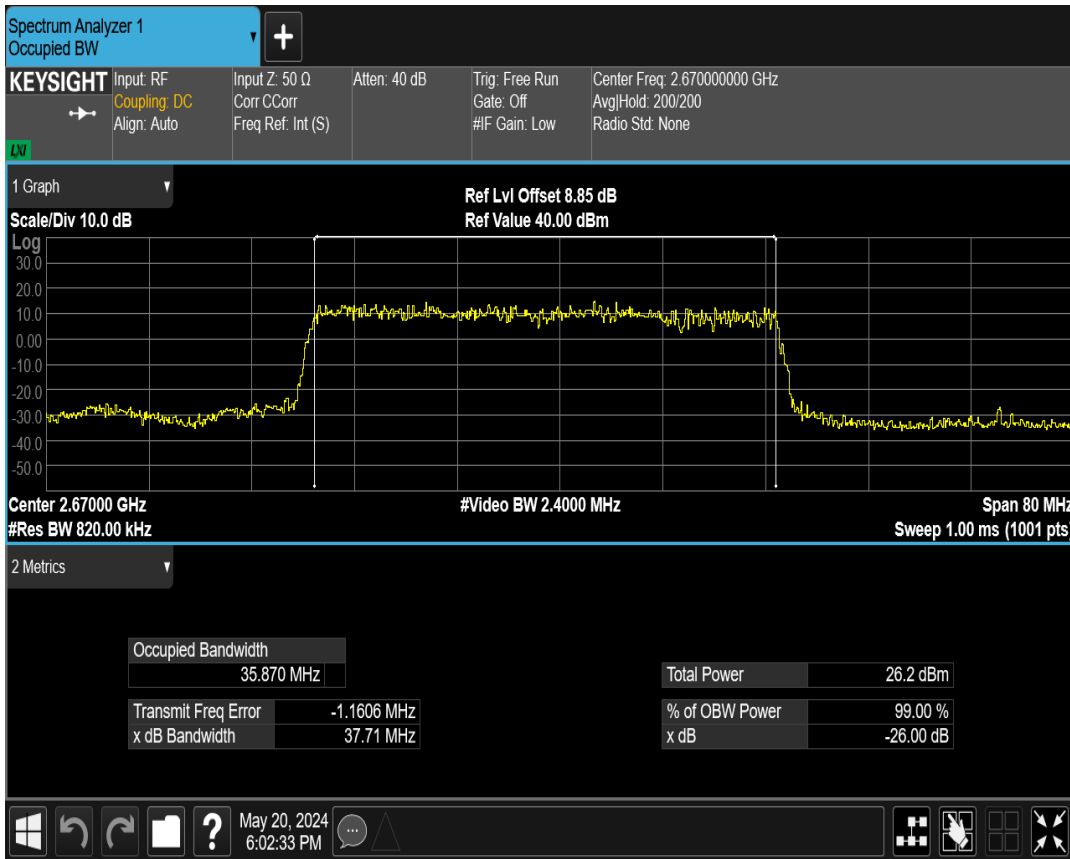 Spectrum Analyzer 1
Occupied BW
+
KEYSIGHT
LXI
Input: RF
Coupling: DC
Align: Auto
Input Z: 50 Ω
Corr CCorr
Freq Ref: Int (S)
Atten: 40 dB
Trig: Free Run
Gate: Off
#IF Gain: Low
Center Freq: 2.670000000 GHz
Avg|Hold: 200/200
Radio Std: None
1 Graph
Scale/Div 10.0 dB
Ref Lvl Offset 8.85 dB
Ref Value 40.00 dBm
Log
30.0
20.0
10.0
0.00
-10.0
-20.0
-30.0
-40.0
-50.0
Center 2.67000 GHz
#Video BW 2.4000 MHz
Span 80 MHz
#Res BW 820.00 kHz
Sweep 1.00 ms (1001 pts)
2 Metrics
Occupied Bandwidth
35.870 MHz
Total Power 26.2 dBm
Transmit Freq Error -1.1606 MHz
% of OBW Power 99.00 %
x dB Bandwidth 37.71 MHz
x dB -26.00 dB
?
May 20, 2024
6:02:33 PM